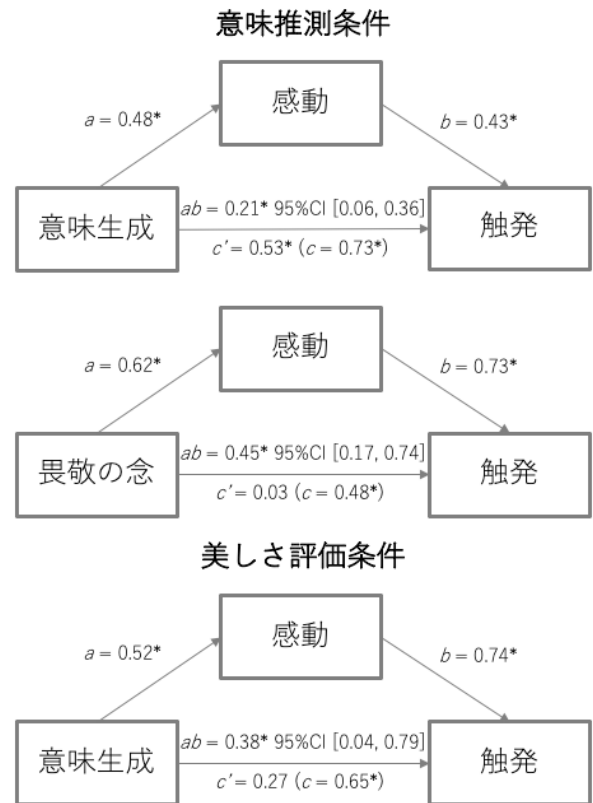 意味推測条件
感動
a = 0.48*
b = 0.43*
意味生成
ab = 0.21* 95%CI [0.06, 0.36]
c’= 0.53* (c = 0.73*)
触発
感動
a = 0.62*
b = 0.73*
畏敬の念
ab = 0.45* 95%CI [0.17, 0.74]
c’= 0.03 (c = 0.48*)
触発
美しさ評価条件
感動
a = 0.52*
b = 0.74*
意味生成
ab = 0.38* 95%CI [0.04, 0.79]
c’= 0.27 (c = 0.65*)
触発